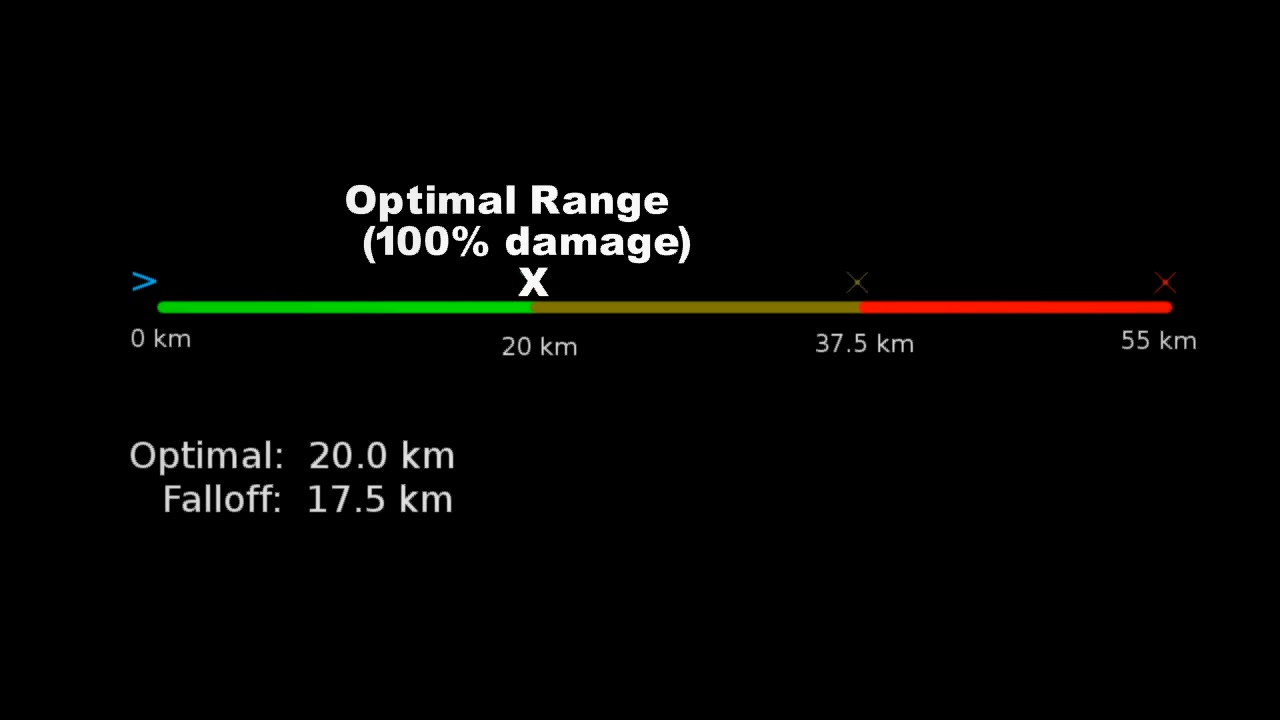 Optimal Range
(100% damage)
X
>
0 km
20 km
37.5 km
55 km
Optimal: 20.0 km
Falloff: 17.5 km